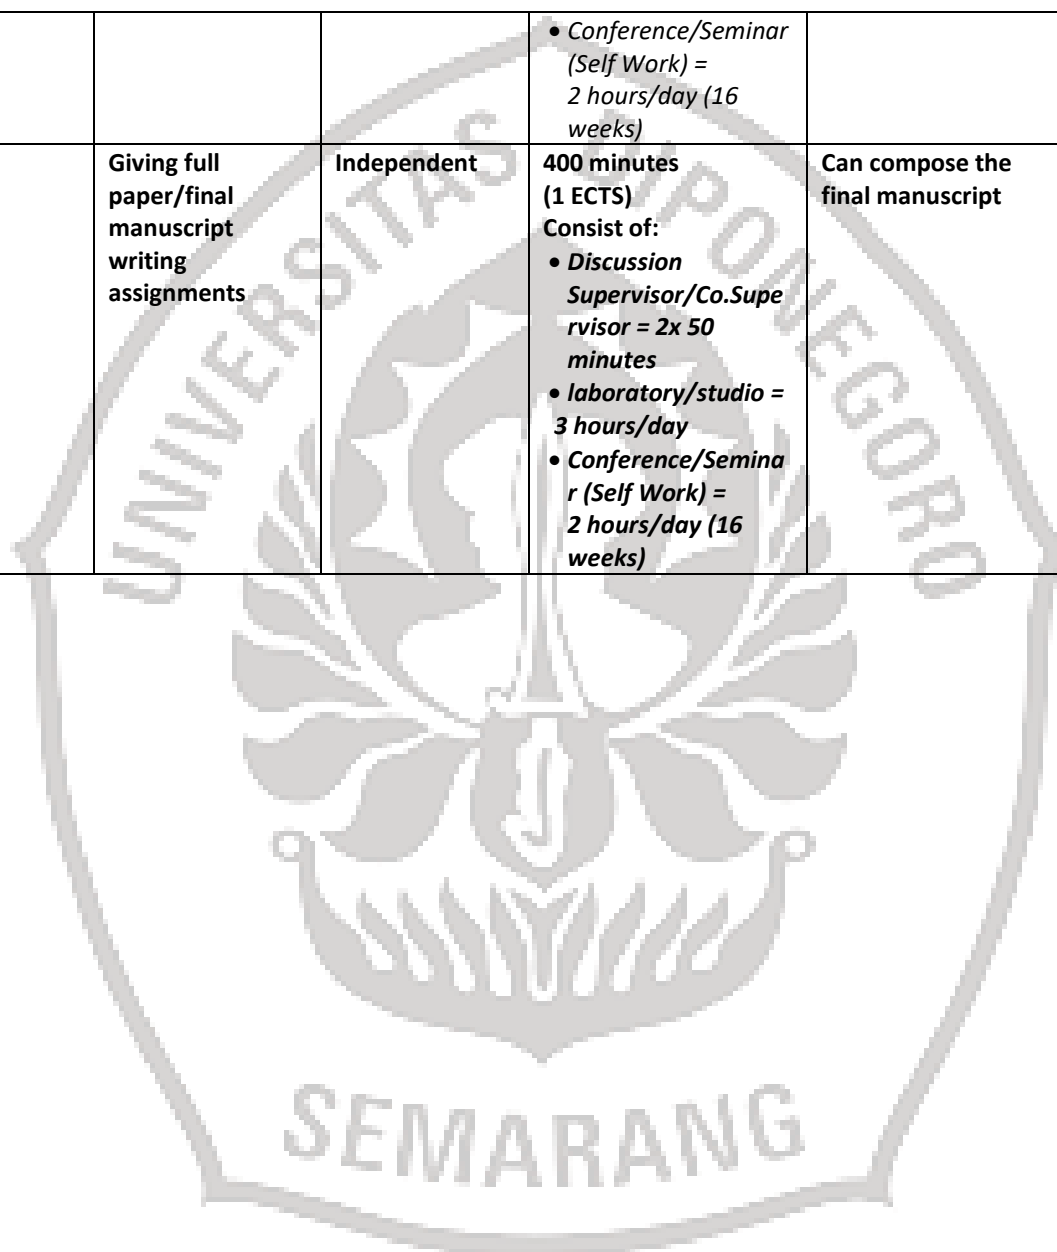 • Conference/Seminar
(Self Work) =
2 hours/day (16
weeks)
Giving full
paper/final
manuscript
writing
assignments
Independent
400 minutes
(1 ECTS)
Consist of:
• Discussion
Supervisor/Co.Supe
rvisor = 2x 50
minutes
• laboratory/studio =
3 hours/day
• Conference/Semina
r (Self Work) =
2 hours/day (16
weeks)
Can compose the
final manuscript
UNIVERSITAS DIPONEGORO
SEMARANG